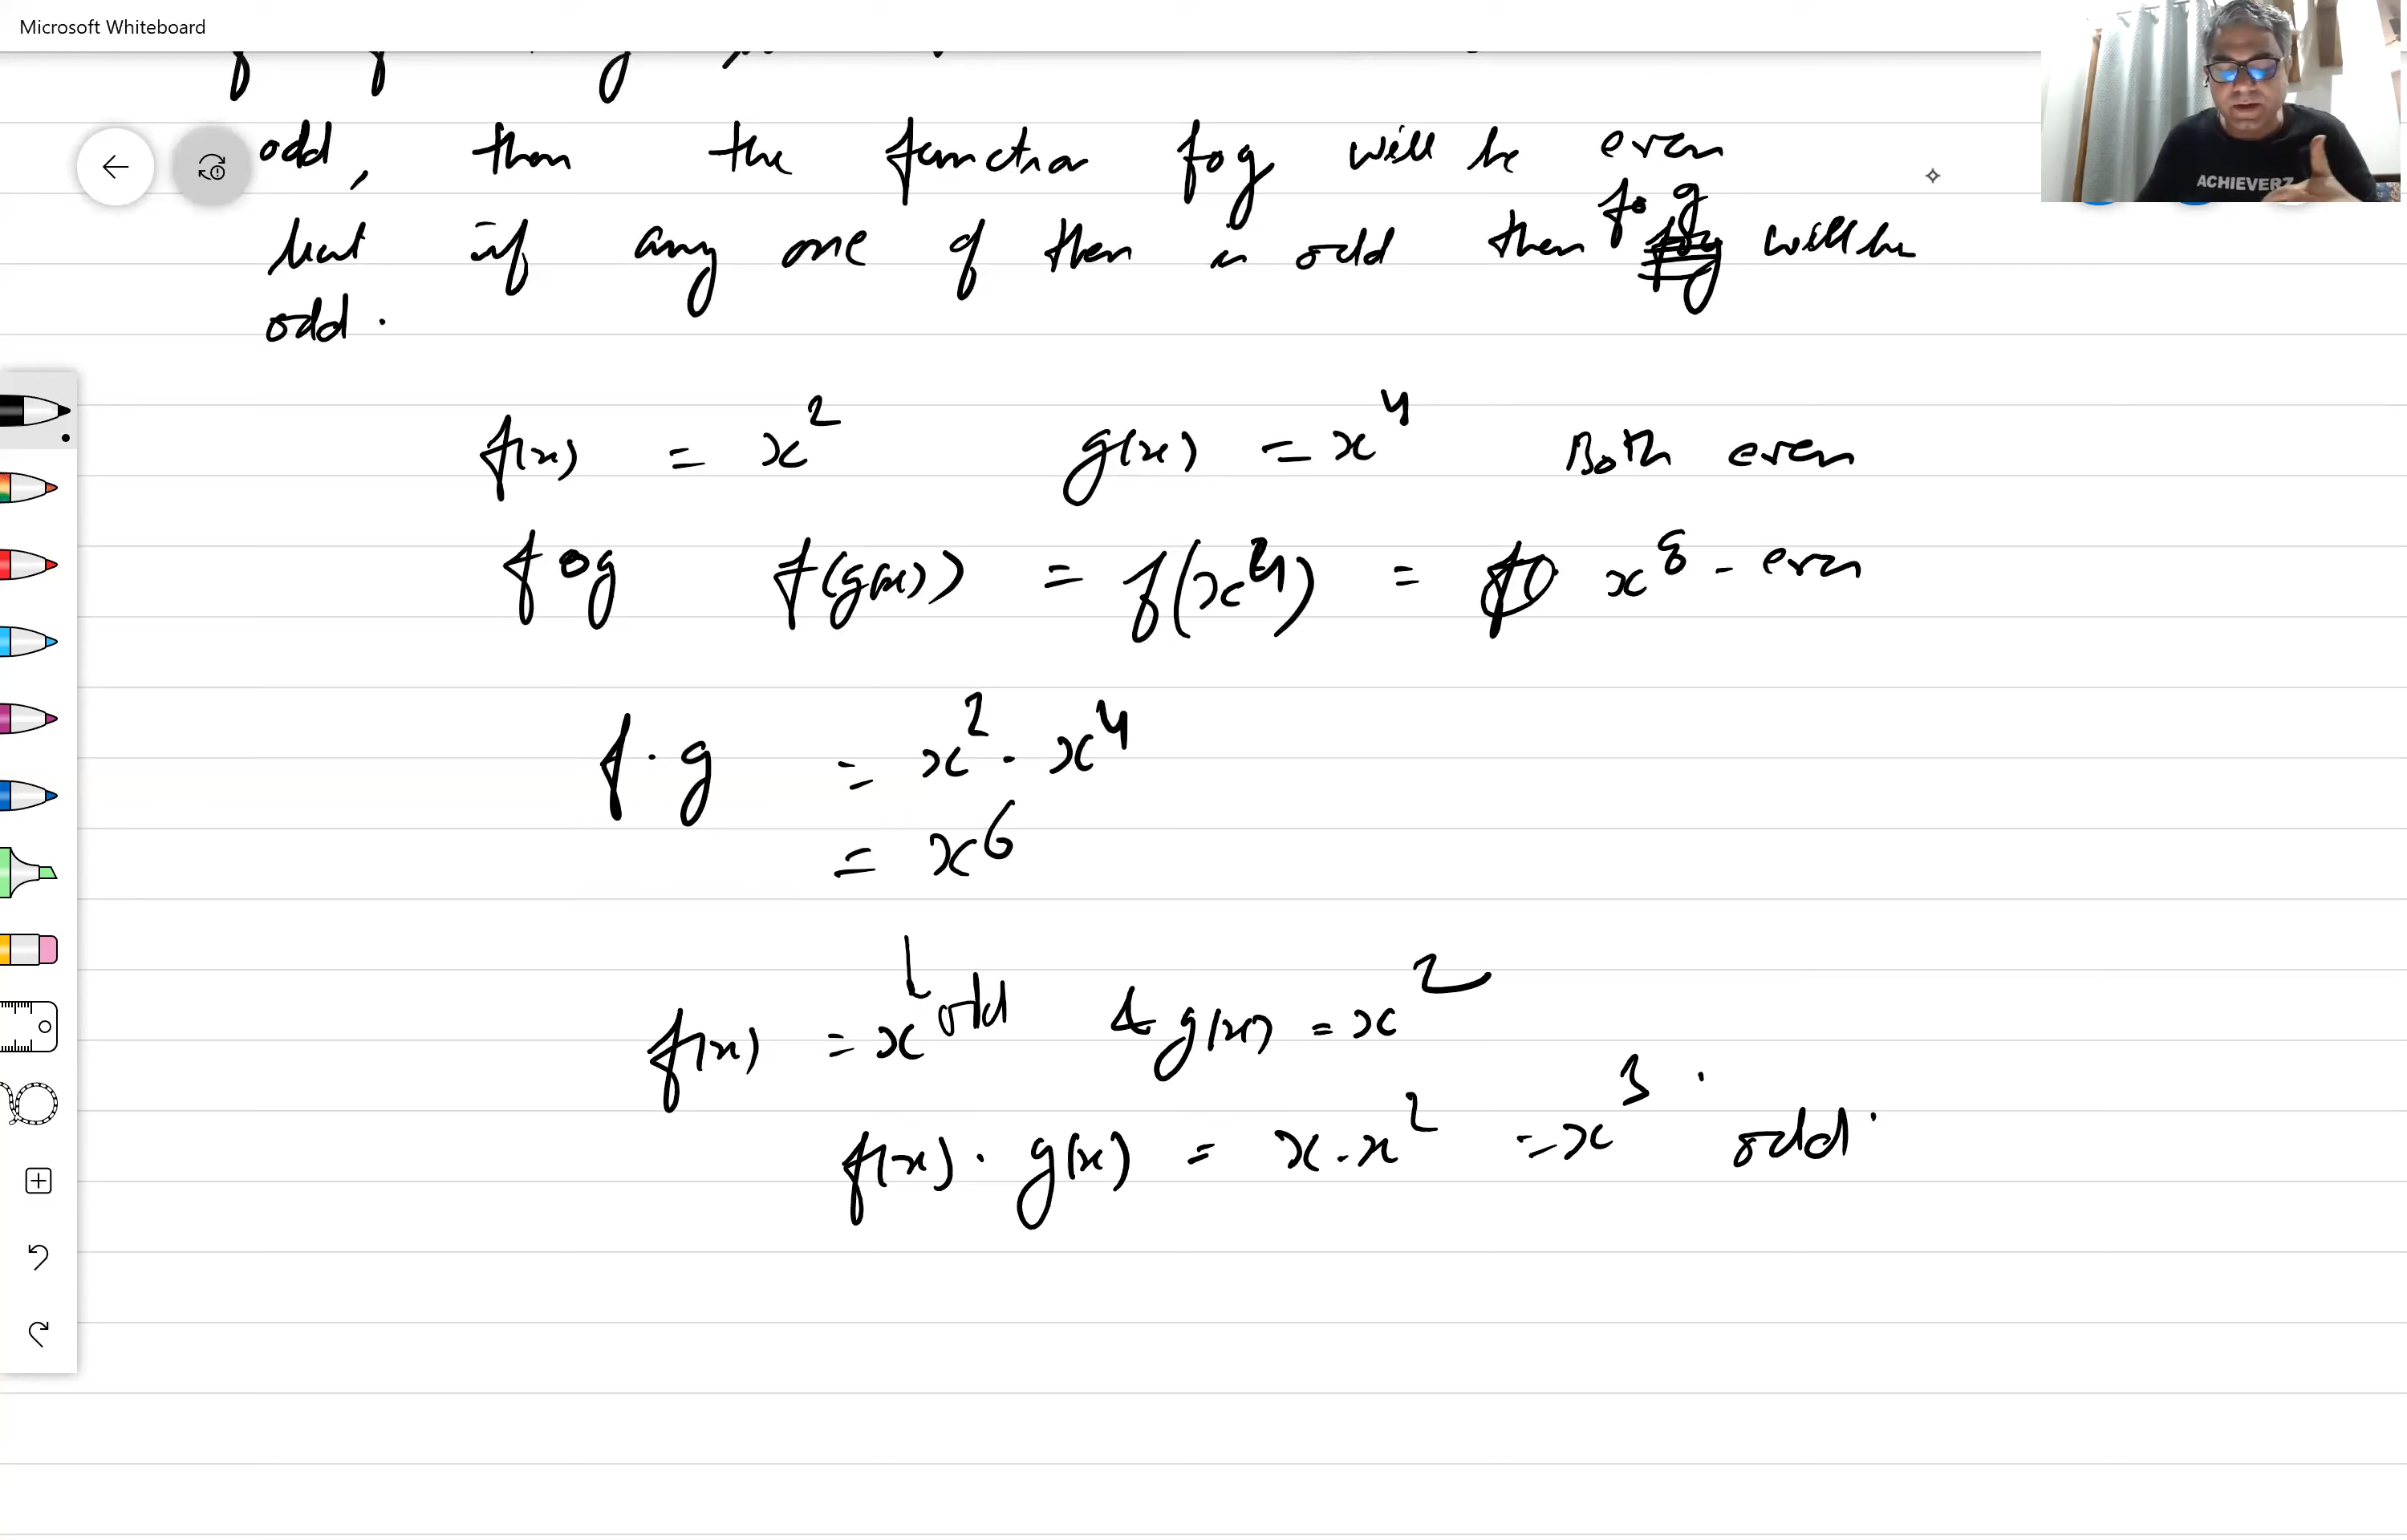 Microsoft Whiteboard
ACHIEVERZ
odd, then the function fog will be even
fog
but if any one of them is odd then will be
odd.
f(x) = x² g(x) = x⁴ Both even
fog f(g(x)) = f(x⁴) = x⁸ - even
f·g = x² · x⁴
= x⁶
odd
f(x) = x & g(x) = x²
f(x) · g(x) = x · x² = x³ · odd ·